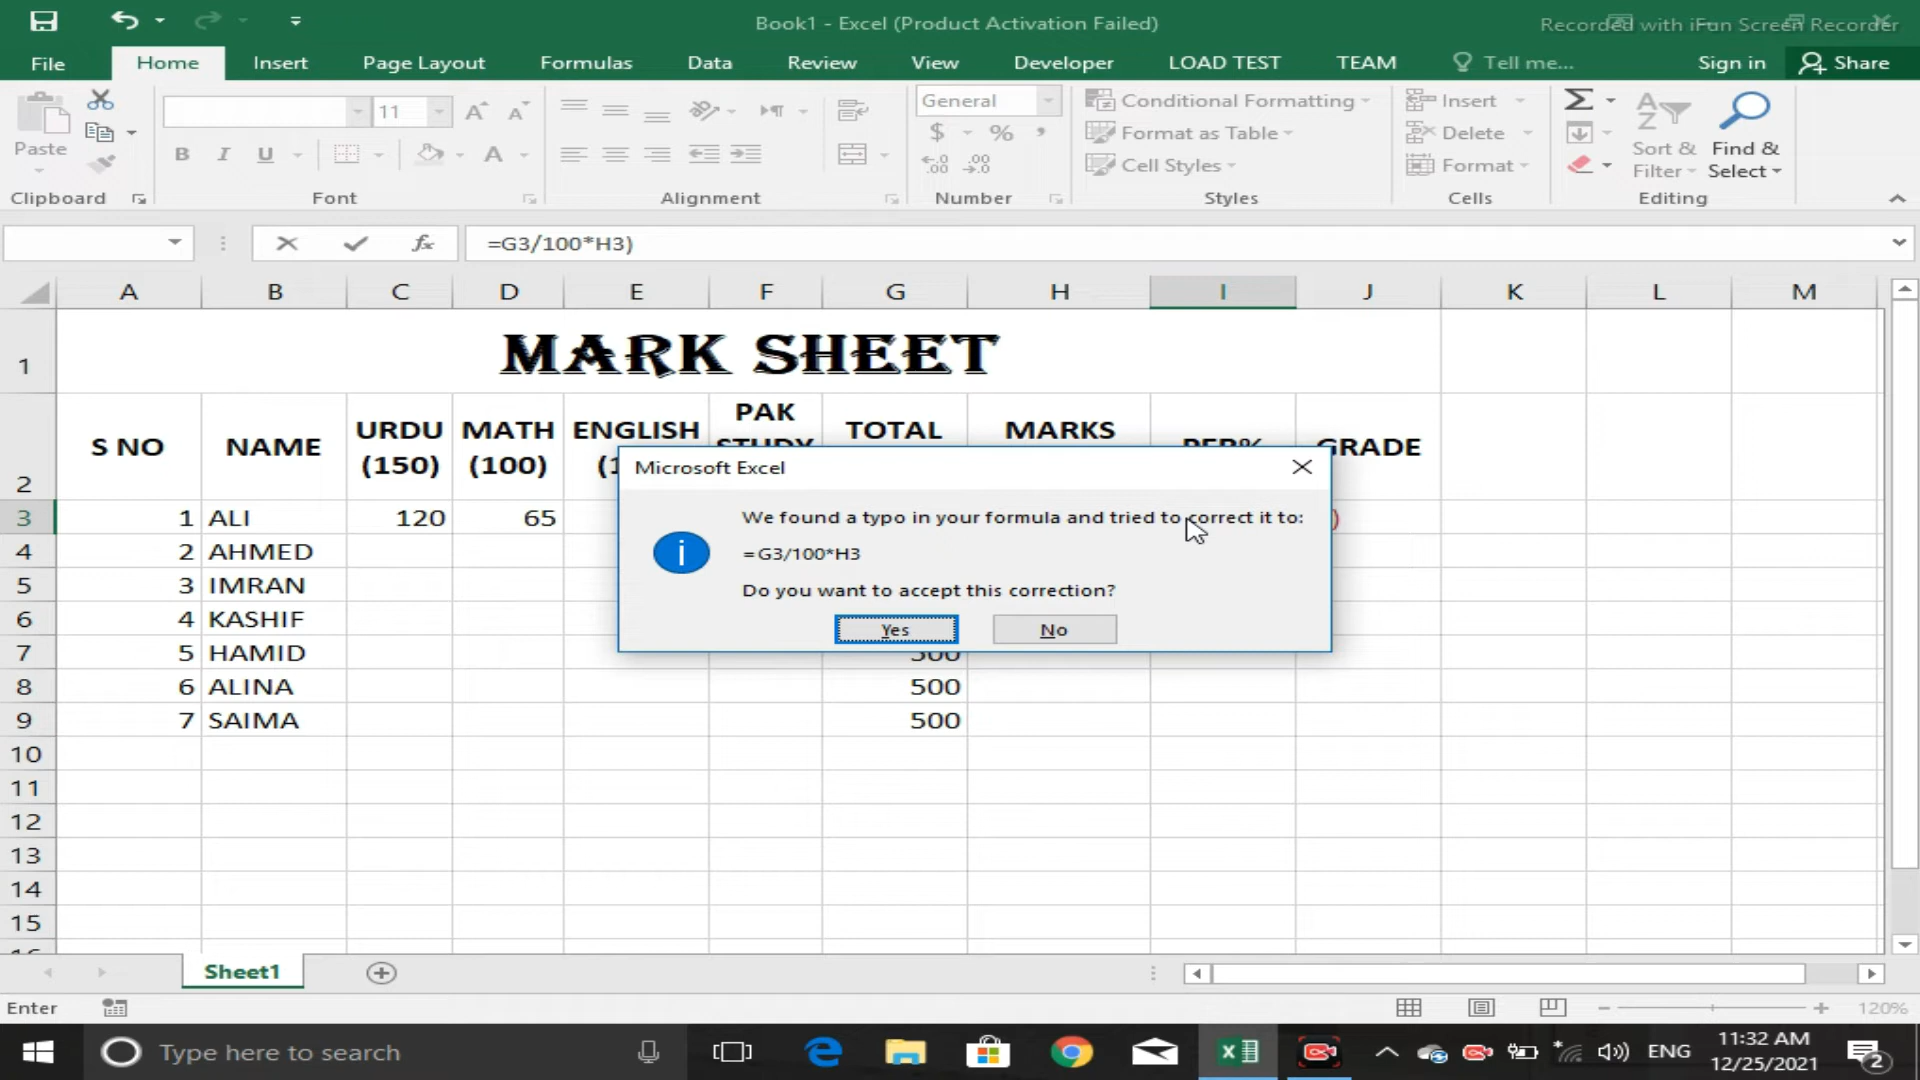 Book1 - Excel (Product Activation Failed)
Recorded with iFun Screen Recorder
File Home Insert Page Layout Formulas Data Review View Developer LOAD TEST TEAM Tell me... Sign in Share
Paste
11
General
$ %
Conditional Formatting
Format as Table
Cell Styles
Insert
Delete
Format
Sort & Filter
Find & Select
Clipboard Font Alignment Number Styles Cells Editing
=G3/100*H3)
A B C D E F G H I J K L M
1 MARK SHEET
2 S NO NAME URDU (150) MATH (100) ENGLISH PAK STUDY TOTAL MARKS PER% GRADE
3 1 ALI 120 65 )
4 2 AHMED
5 3 IMRAN
6 4 KASHIF
7 5 HAMID 500
8 6 ALINA 500
9 7 SAIMA 500
10
11
12
13
14
15
Microsoft Excel
We found a typo in your formula and tried to correct it to:
=G3/100*H3
Do you want to accept this correction?
Yes No
Sheet1
Enter
120%
Type here to search
ENG
11:32 AM
12/25/2021
2